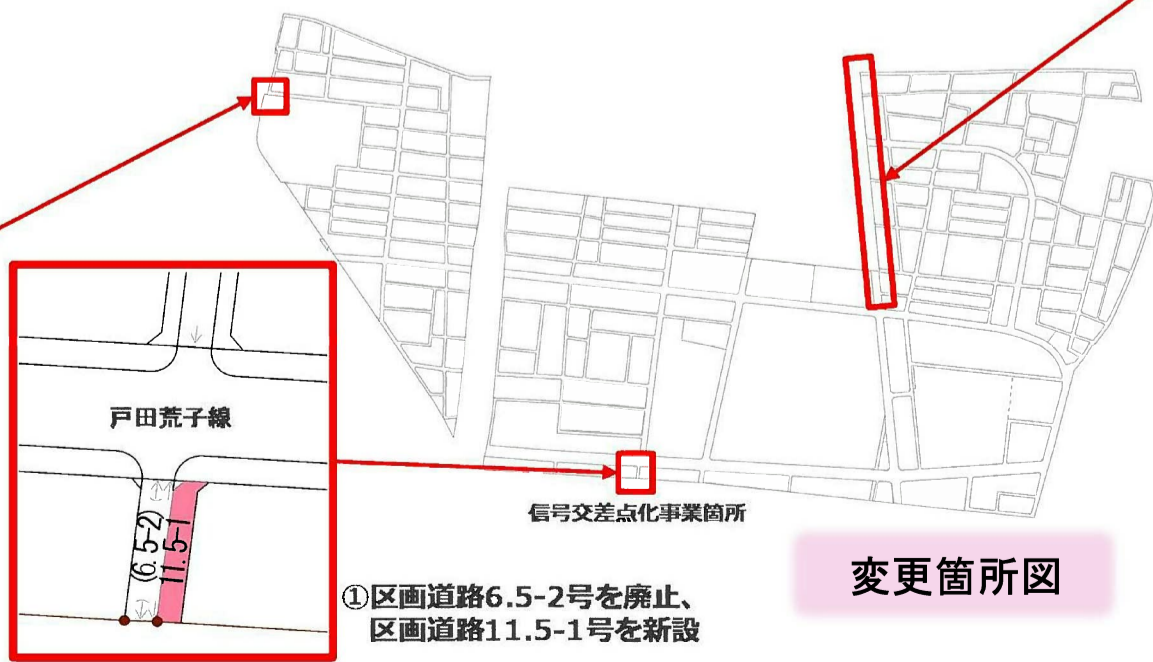 戸田荒子線
(6.5-2)
11.5-1
信号交差点化事業箇所
①区画道路6.5-2号を廃止、
区画道路11.5-1号を新設
変更箇所図